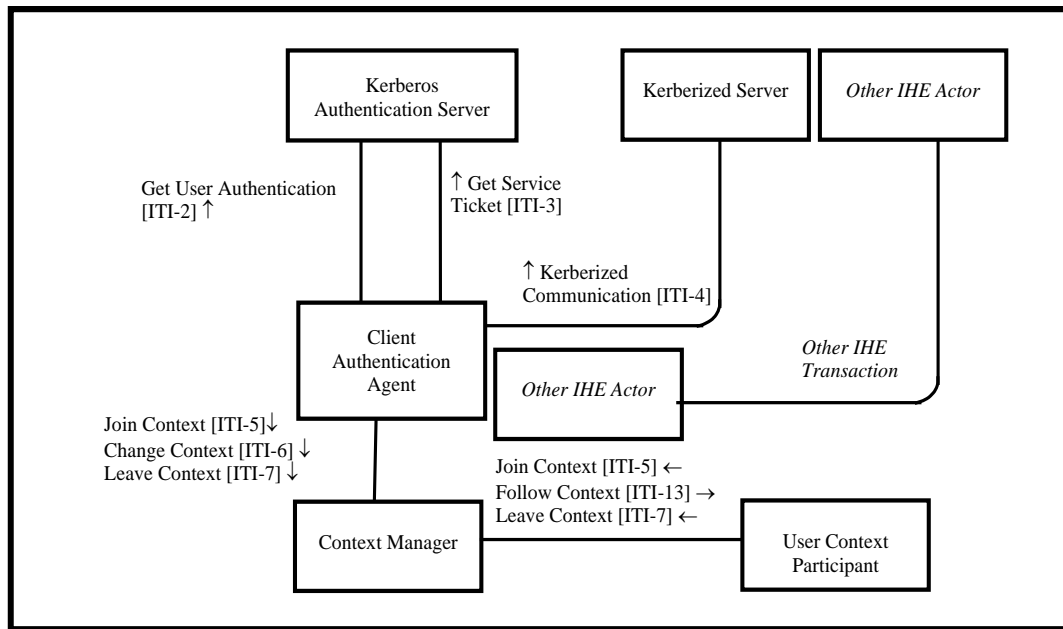 Kerberos
Authentication Server
Kerberized Server
Other IHE Actor
Get User Authentication
[ITI-2] ↑
↑ Get Service
Ticket [ITI-3]
↑ Kerberized
Communication [ITI-4]
Client
Authentication
Agent
Other IHE Actor
Other IHE
Transaction
Join Context [ITI-5]↓
Change Context [ITI-6] ↓
Leave Context [ITI-7] ↓
Join Context [ITI-5] ←
Follow Context [ITI-13] →
Leave Context [ITI-7] ←
Context Manager
User Context
Participant